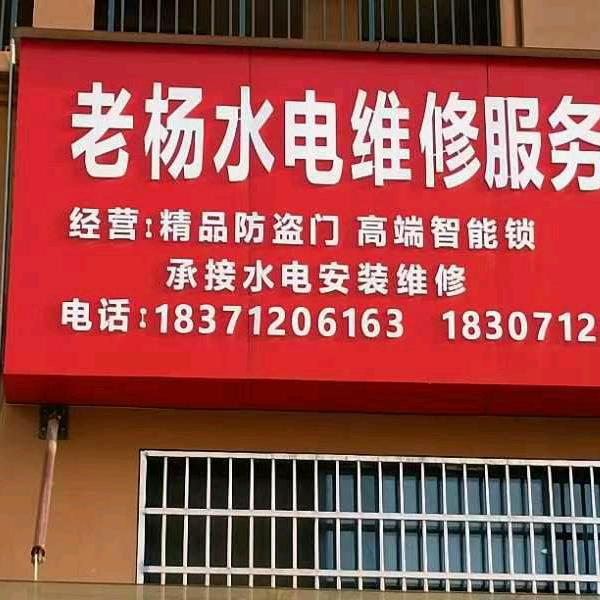 老杨水电维修服务
经营:精品防盗门 高端智能锁
承接水电安装维修
电话:18371206163 1830712